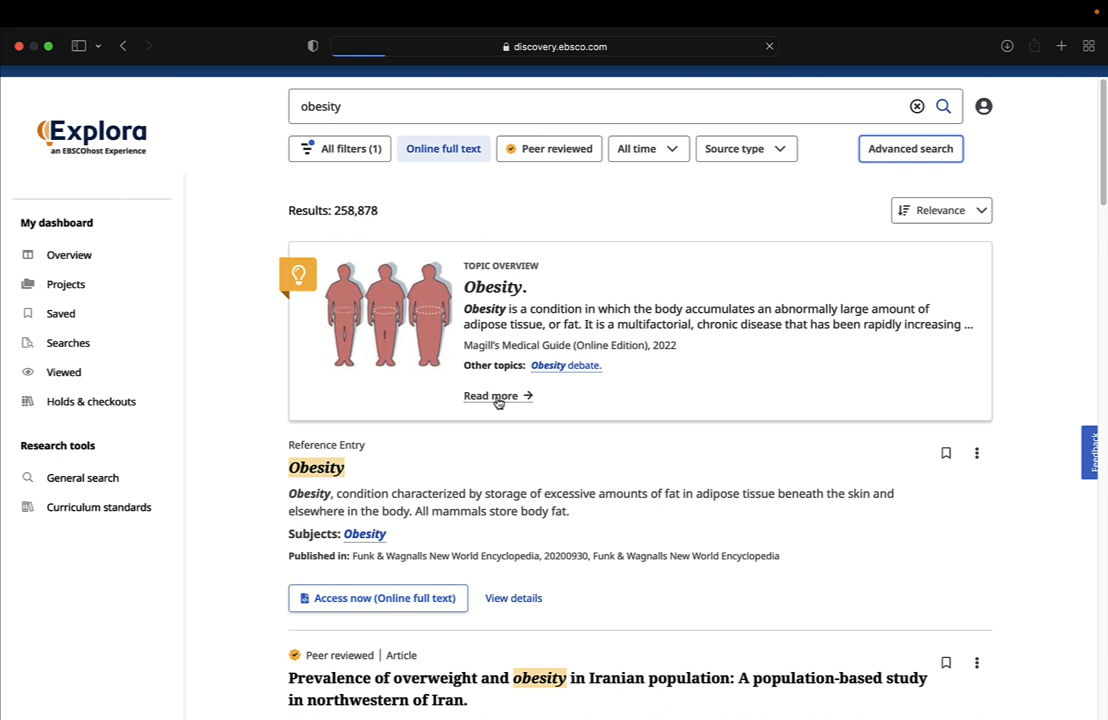 discovery.ebsco.com
Explora
an EBSCOhost Experience
obesity
All filters (1)
Online full text
Peer reviewed
All time
Source type
Advanced search
My dashboard
Overview
Projects
Saved
Searches
Viewed
Holds & checkouts
Research tools
General search
Curriculum standards
Results: 258,878
Relevance
TOPIC OVERVIEW
Obesity.
Obesity is a condition in which the body accumulates an abnormally large amount of
adipose tissue, or fat. It is a multifactorial, chronic disease that has been rapidly increasing ...
Magill's Medical Guide (Online Edition), 2022
Other topics: Obesity debate.
Read more
Reference Entry
Obesity
Obesity, condition characterized by storage of excessive amounts of fat in adipose tissue beneath the skin and
elsewhere in the body. All mammals store body fat.
Subjects: Obesity
Published in: Funk & Wagnalls New World Encyclopedia, 20200930, Funk & Wagnalls New World Encyclopedia
Access now (Online full text)
View details
Peer reviewed | Article
Prevalence of overweight and obesity in Iranian population: A population-based study
in northwestern of Iran.
Feedback